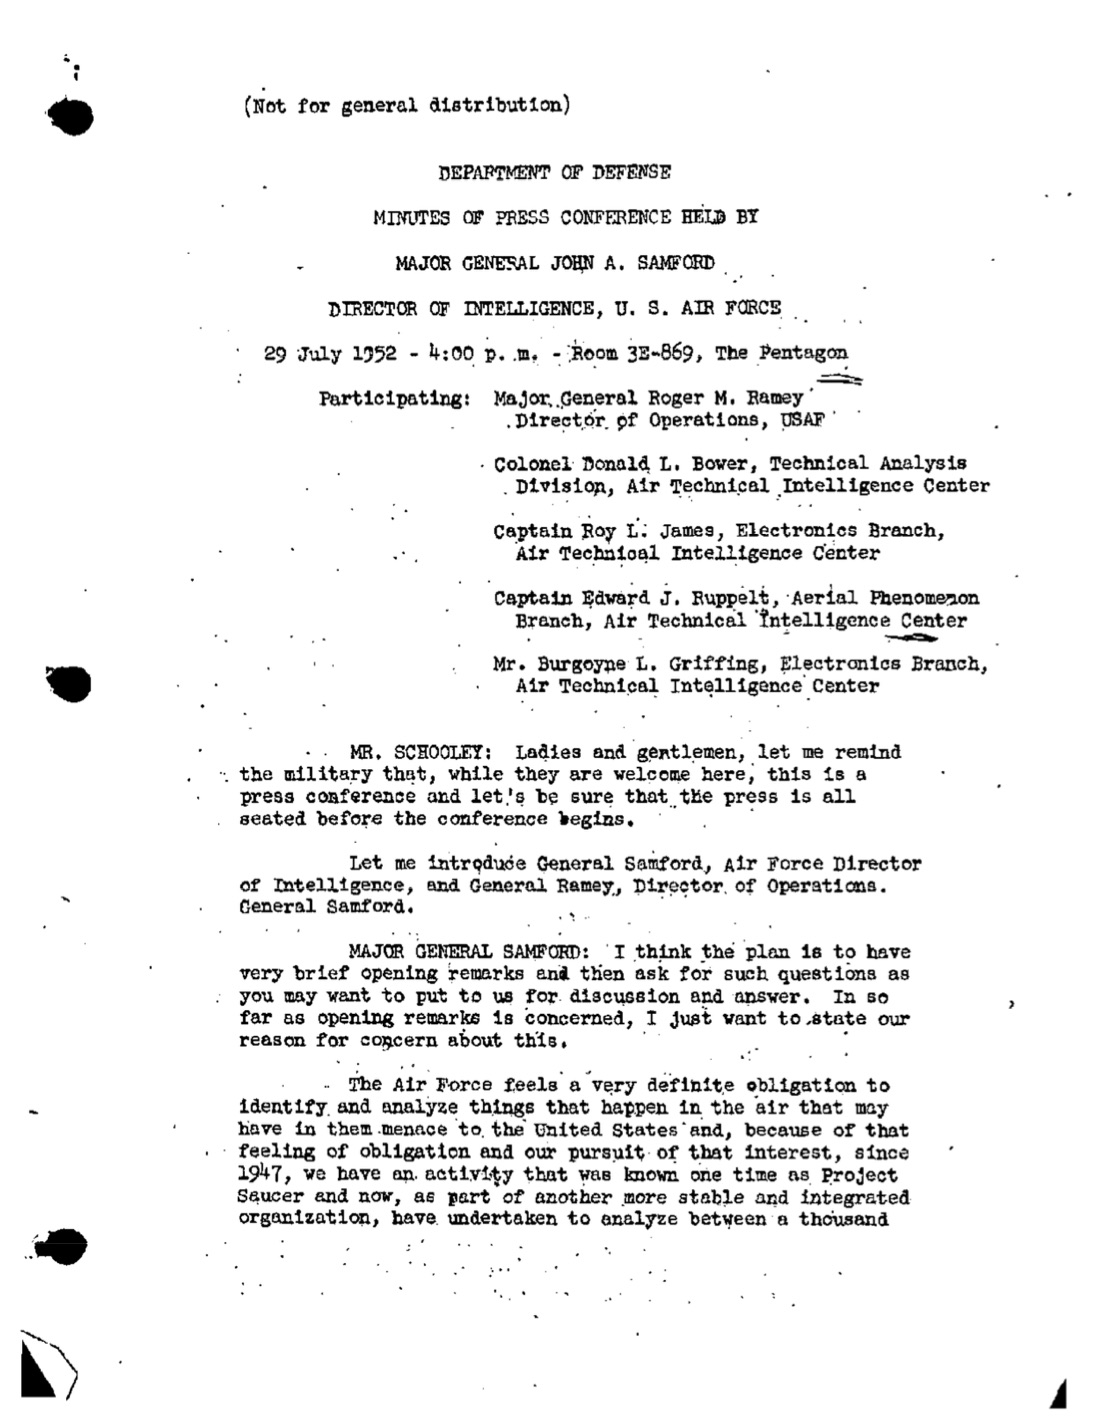 (Not for general distribution)
DEPARTMENT OF DEFENSE
MINUTES OF PRESS CONFERENCE HELD BY
MAJOR GENERAL JOHN A. SAMFORD
DIRECTOR OF INTELLIGENCE, U. S. AIR FORCE
29 July 1952 - 4:00 p. m. - Room 3E-869, The Pentagon
Participating: Major General Roger M. Ramey
Director of Operations, USAF
Colonel Donald L. Bower, Technical Analysis
Division, Air Technical Intelligence Center
Captain Roy L. James, Electronics Branch,
Air Technical Intelligence Center
Captain Edward J. Ruppelt, Aerial Phenomenon
Branch, Air Technical Intelligence Center
Mr. Burgoyne L. Griffing, Electronics Branch,
Air Technical Intelligence Center
MR. SCHOOLEY: Ladies and gentlemen, let me remind
the military that, while they are welcome here, this is a
press conference and let's be sure that the press is all
seated before the conference begins.
Let me introduce General Samford, Air Force Director
of Intelligence, and General Ramey, Director of Operations.
General Samford.
MAJOR GENERAL SAMFORD: I think the plan is to have
very brief opening remarks and then ask for such questions as
you may want to put to us for discussion and answer. In so
far as opening remarks is concerned, I just want to state our
reason for concern about this.
The Air Force feels a very definite obligation to
identify and analyze things that happen in the air that may
have in them menace to the United States and, because of that
feeling of obligation and our pursuit of that interest, since
1947, we have an activity that was known one time as Project
Saucer and now, as part of another more stable and integrated
organization, have undertaken to analyze between a thousand